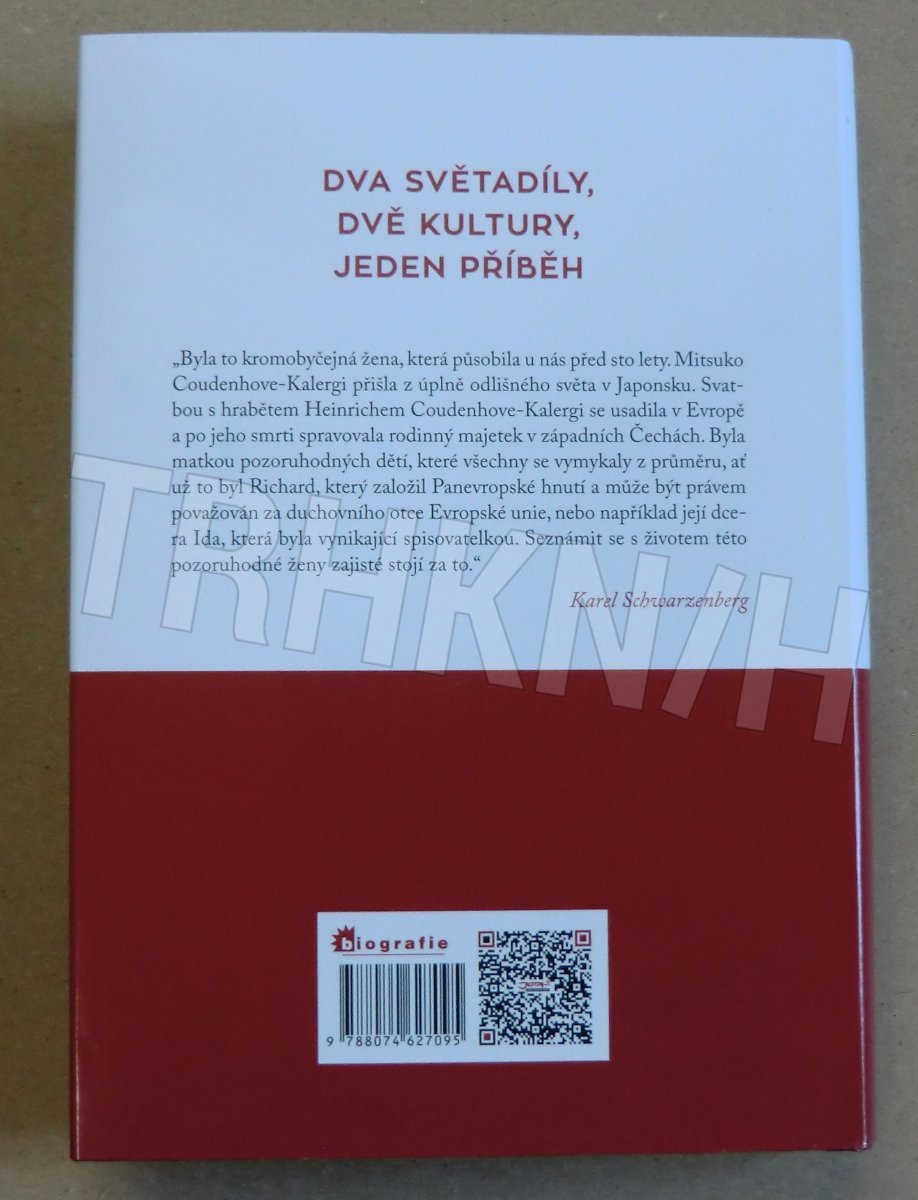 DVA SVĚTADÍLY,
DVĚ KULTURY,
JEDEN PŘÍBĚH
„Byla to kromobyčejná žena, která působila u nás před sto lety. Mitsuko
Coudenhove-Kalergi přišla z úplně odlišného světa v Japonsku. Svat-
bou s hrabětem Heinrichem Coudenhove-Kalergi se usadila v Evropě
a po jeho smrti spravovala rodinný majetek v západních Čechách. Byla
matkou pozoruhodných dětí, které všechny se vymykaly z průměru, ať
už to byl Richard, který založil Panevropské hnutí a může být právem
považován za duchovního otce Evropské unie, nebo například její dce-
ra Ida, která byla vynikající spisovatelkou. Seznámit se s životem této
pozoruhodné ženy zajisté stojí za to.“
Karel Schwarzenberg
TRHKNIH
biografie
9 788074 627095